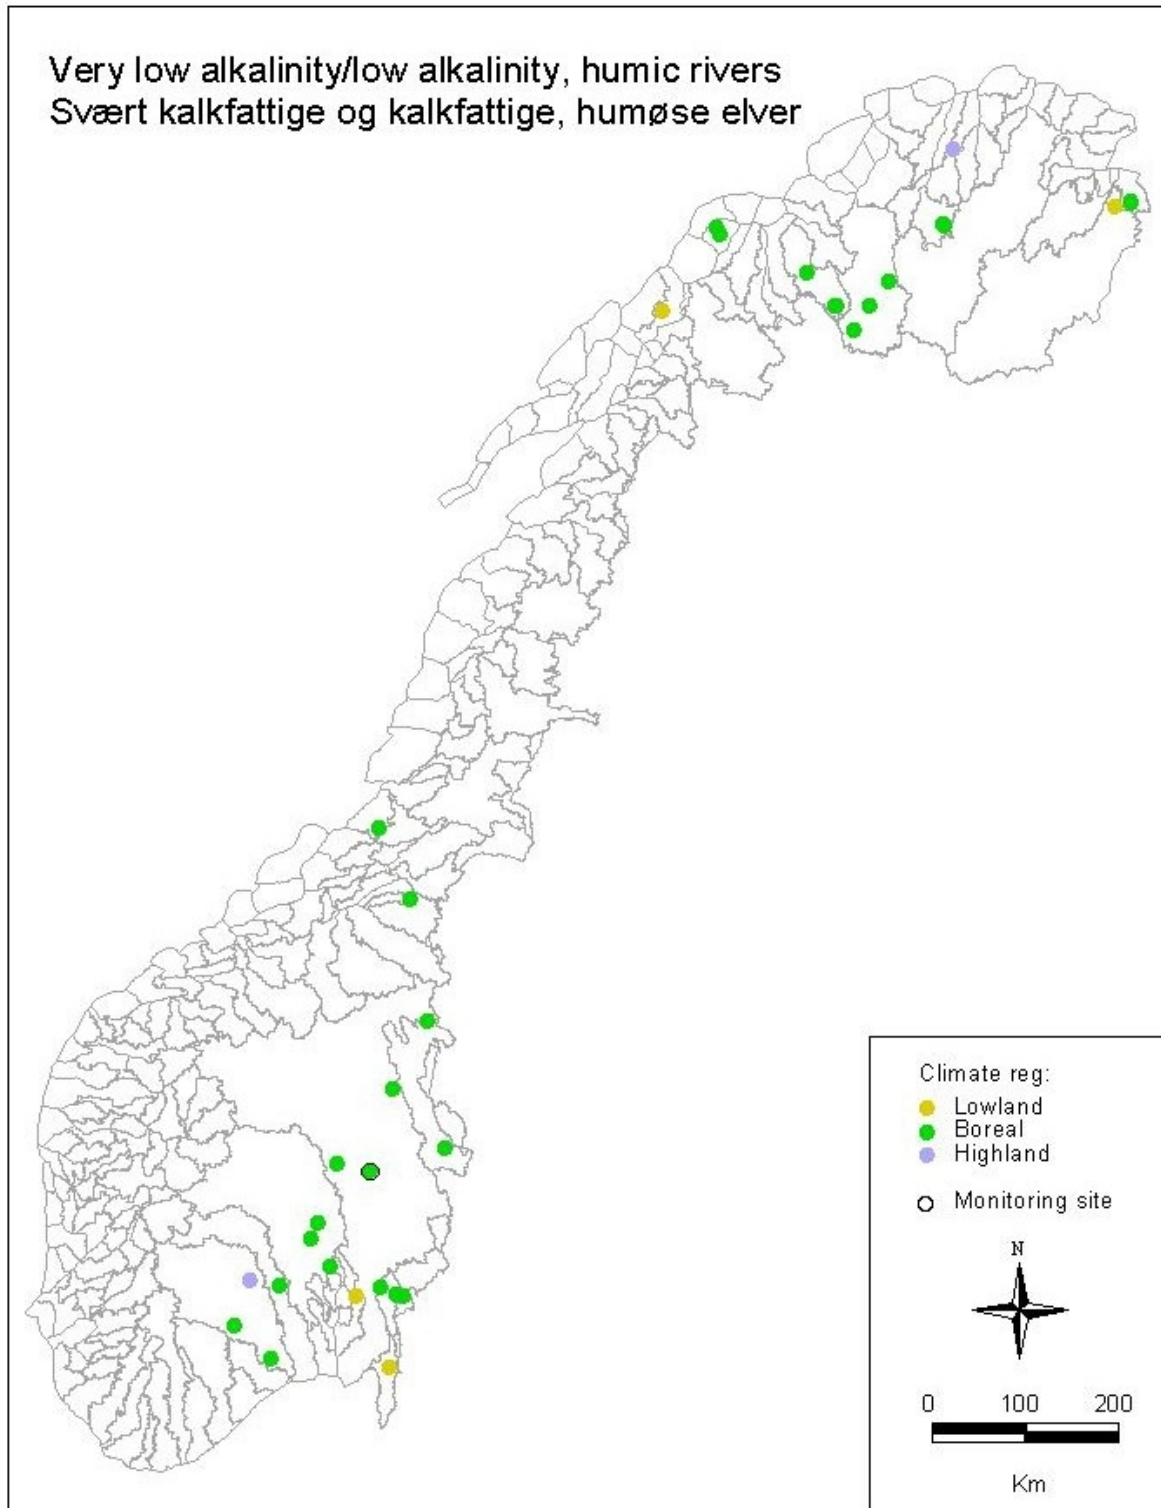 Very low alkalinity/low alkalinity, humic rivers
Svært kalkfattige og kalkfattige, humøse elver
Climate reg:
Lowland
Boreal
Highland
Monitoring site
N
0 100 200
Km